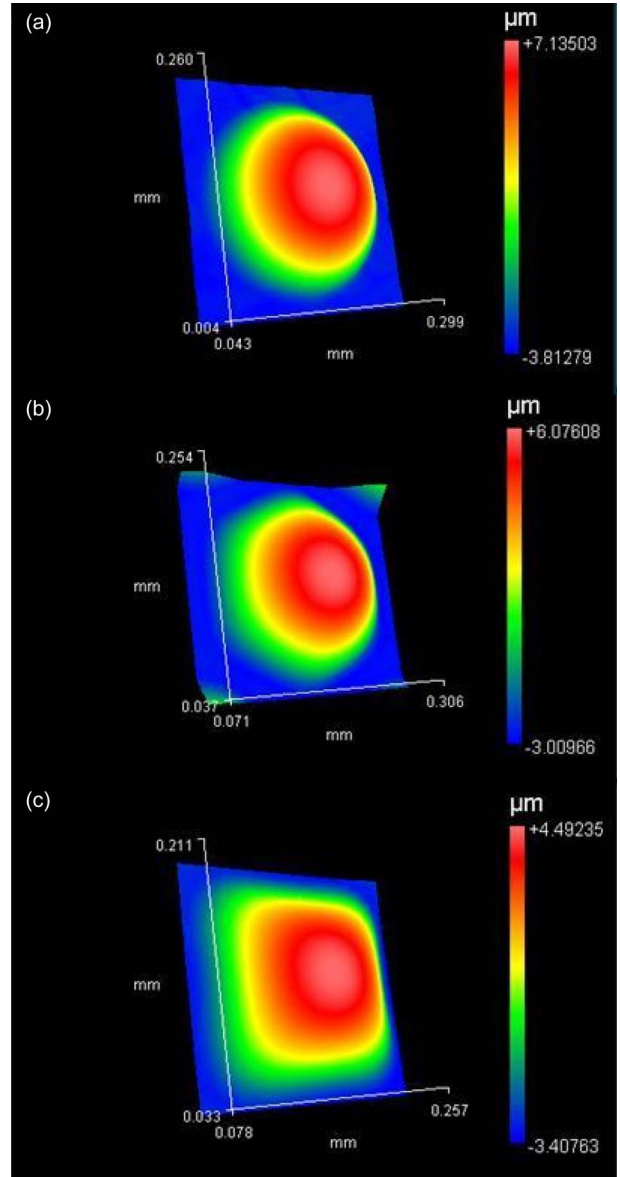 (a)
µm
+7.13503
0.260
mm
0.004
0.043
0.299
mm
-3.81279
(b)
µm
+6.07608
0.254
mm
0.037
0.071
0.306
mm
-3.00966
(c)
µm
+4.49235
0.211
mm
0.033
0.078
0.257
mm
-3.40763